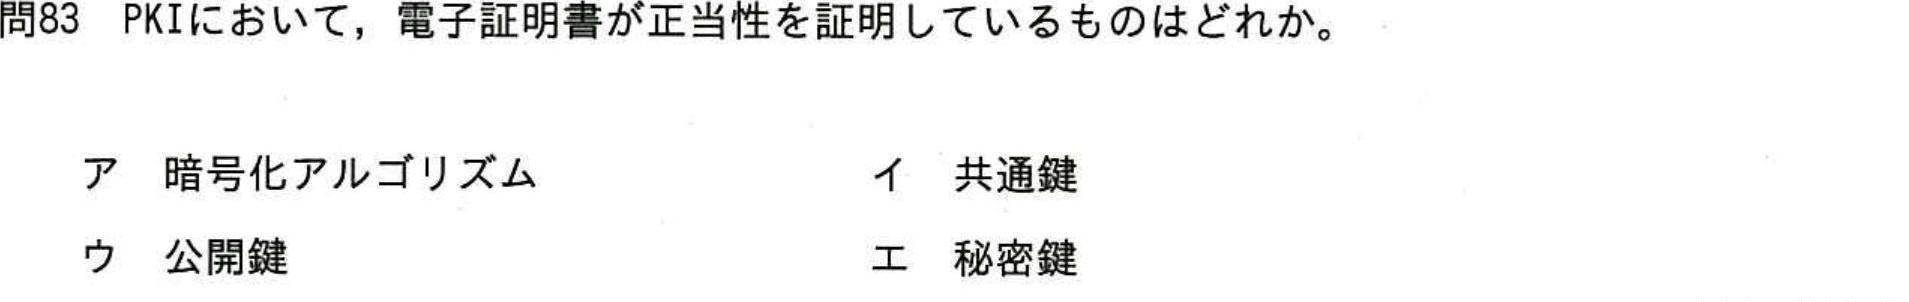 問83　PKIにおいて，電子証明書が正当性を証明しているものはどれか。
ア　暗号化アルゴリズム　　イ　共通鍵
ウ　公開鍵　　エ　秘密鍵